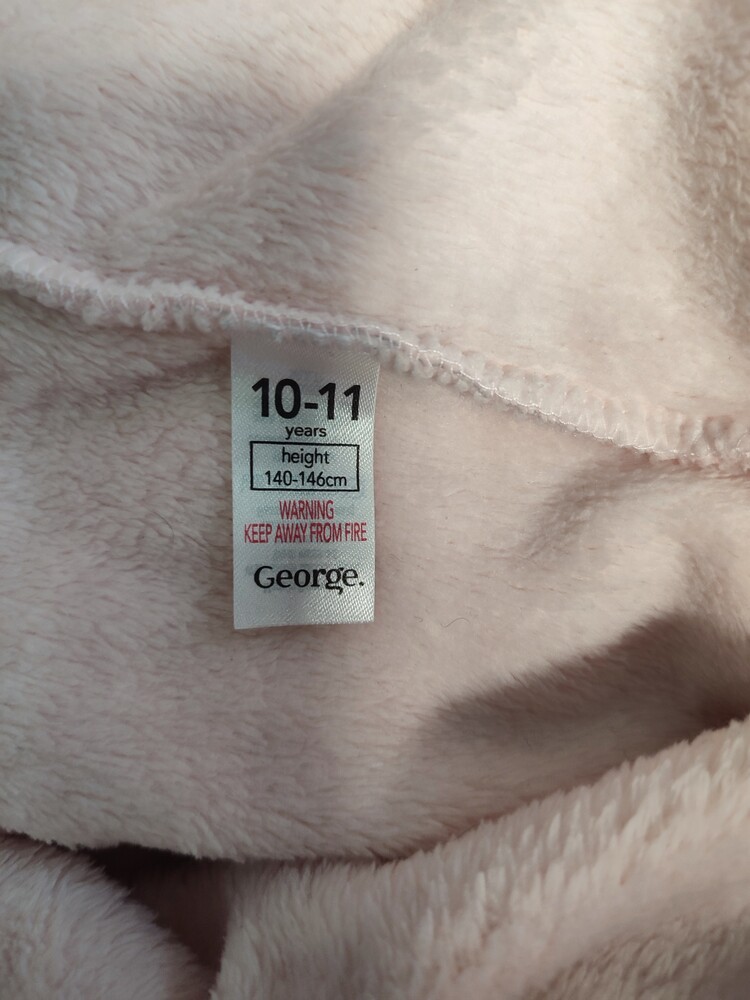 10-11
years
height
140-146cm
WARNING
KEEP AWAY FROM FIRE
George.